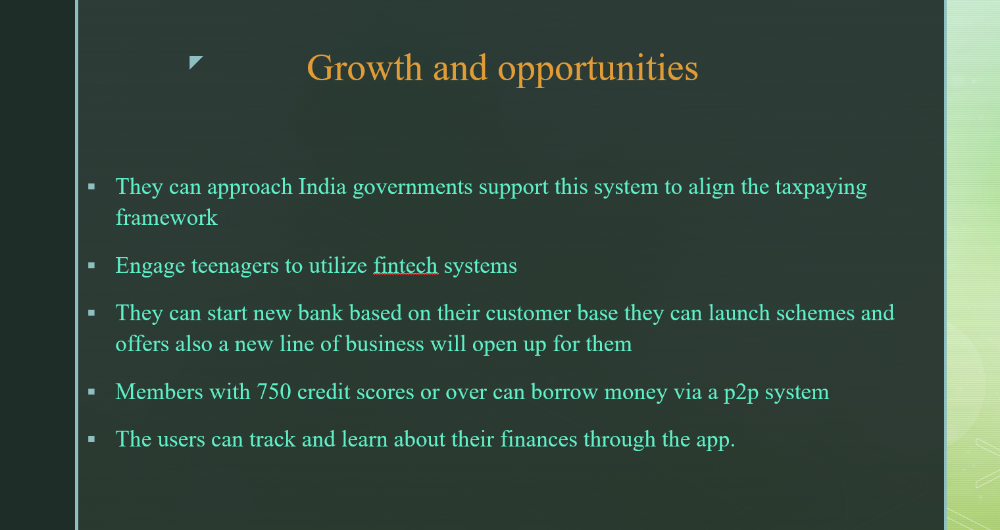 Growth and opportunities
▪ They can approach India governments support this system to align the taxpaying
framework
▪ Engage teenagers to utilize fintech systems
▪ They can start new bank based on their customer base they can launch schemes and
offers also a new line of business will open up for them
▪ Members with 750 credit scores or over can borrow money via a p2p system
▪ The users can track and learn about their finances through the app.